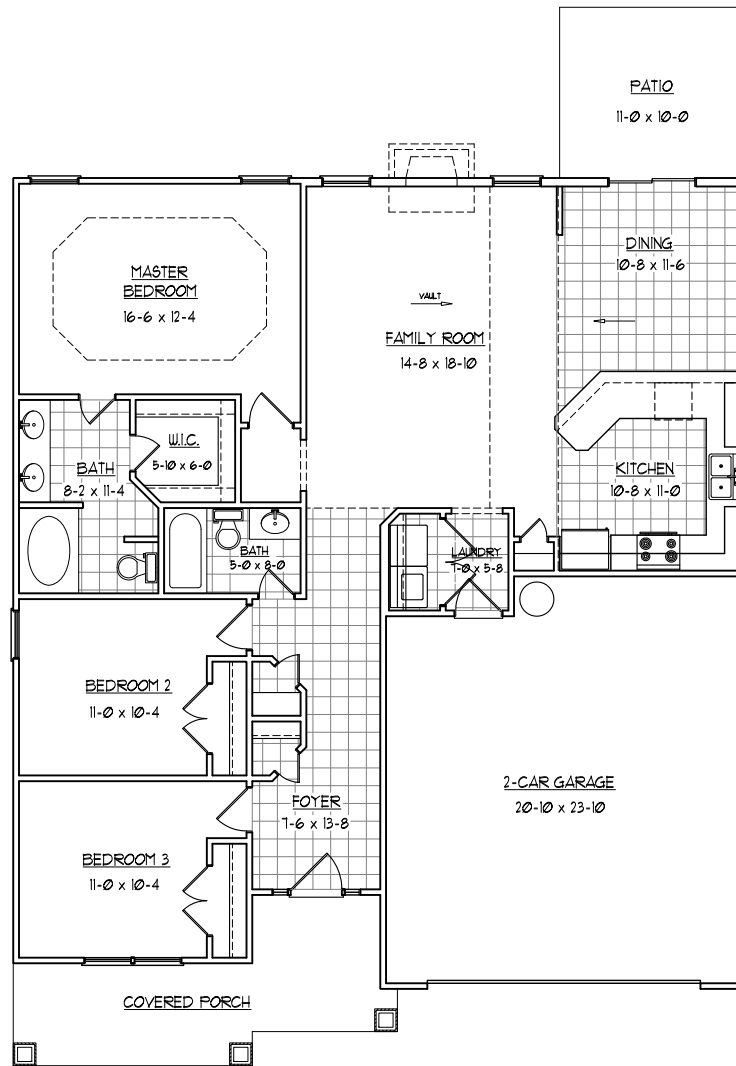 PATIO
11-0 x 10-0
DINING
10-8 x 11-6
MASTER
BEDROOM
16-6 x 12-4
VAULT
FAMILY ROOM
14-8 x 18-10
W.I.C.
5-10 x 6-0
BATH
8-2 x 11-4
KITCHEN
10-8 x 11-0
BATH
5-0 x 8-0
LAUNDRY
7-0 x 5-8
BEDROOM 2
11-0 x 10-4
2-CAR GARAGE
20-10 x 23-10
FOYER
7-6 x 13-8
BEDROOM 3
11-0 x 10-4
COVERED PORCH